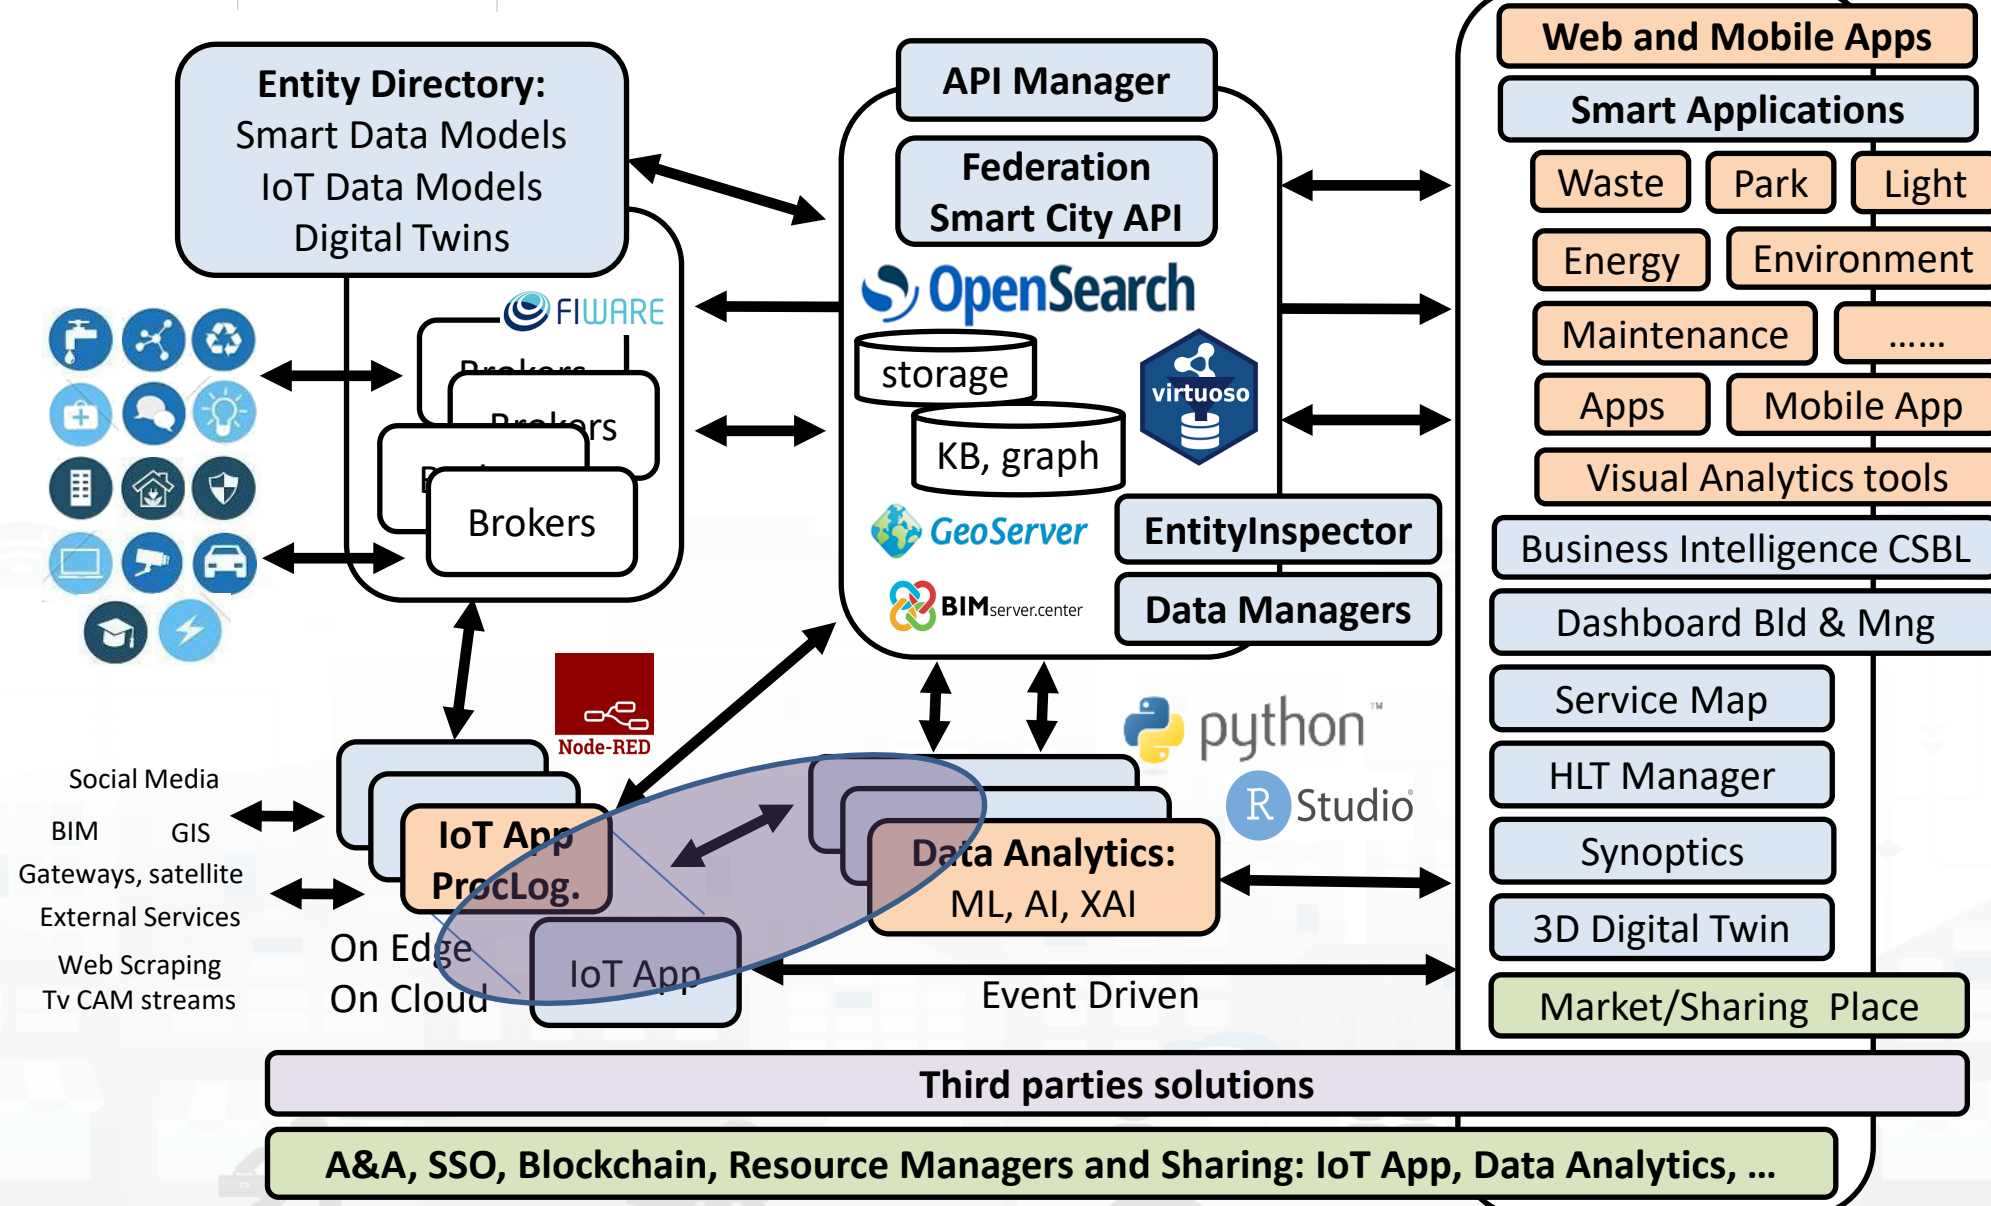 Entity Directory:
Smart Data Models
IoT Data Models
Digital Twins
FIWARE
Brokers
Brokers
Brokers
API Manager
Federation
Smart City API
OpenSearch
storage
virtuoso
KB, graph
GeoServer
EntityInspector
BIMserver.center
Data Managers
Node-RED
python™
R Studio
Social Media
BIM GIS
Gateways, satellite
External Services
Web Scraping
Tv CAM streams
IoT App
ProcLog.
On Edge
On Cloud
IoT App
Data Analytics:
ML, AI, XAI
Event Driven
Web and Mobile Apps
Smart Applications
Waste Park Light
Energy Environment
Maintenance ......
Apps Mobile App
Visual Analytics tools
Business Intelligence CSBL
Dashboard Bld & Mng
Service Map
HLT Manager
Synoptics
3D Digital Twin
Market/Sharing Place
Third parties solutions
A&A, SSO, Blockchain, Resource Managers and Sharing: IoT App, Data Analytics, ...